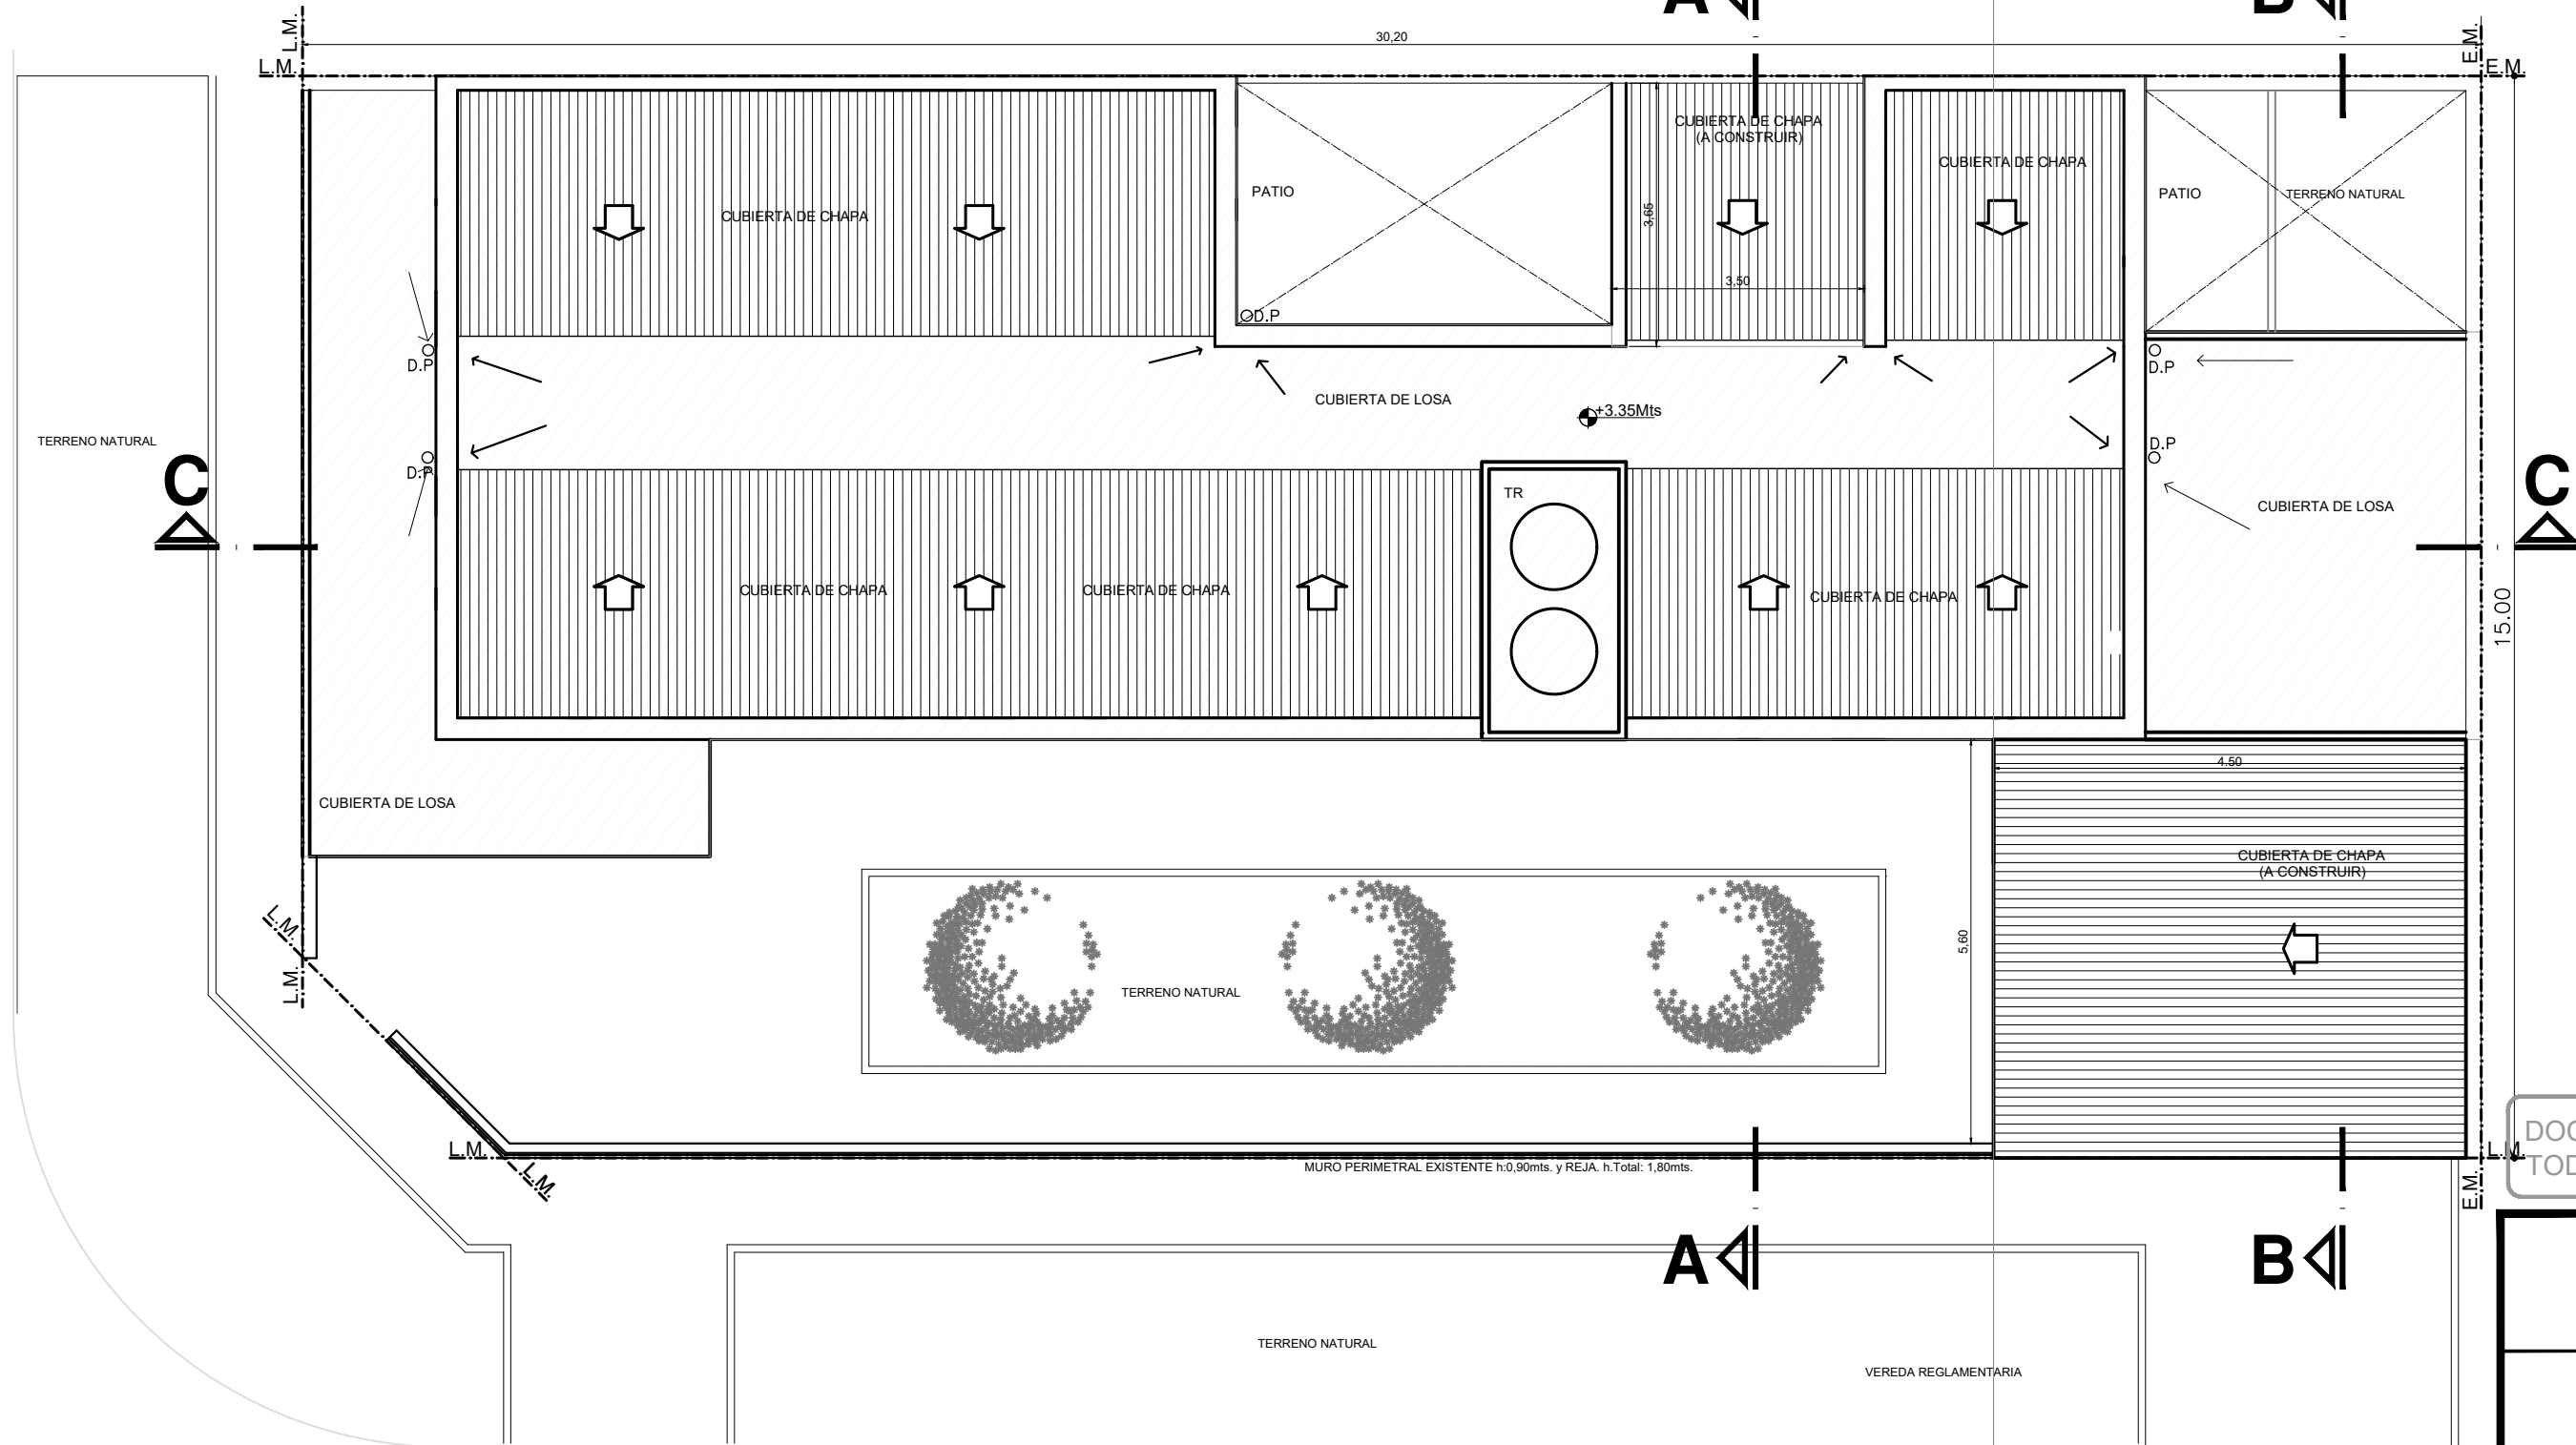 A
B
L.M.
30,20
E.M.
L.M.
E.M.
CUBIERTA DE CHAPA
(A CONSTRUIR)
CUBIERTA DE CHAPA
PATIO
PATIO
TERRENO NATURAL
CUBIERTA DE CHAPA
3,65
3,50
D.P
D.P
D.P
CUBIERTA DE LOSA
+3.35Mts
TERRENO NATURAL
D.P
D.P
C
C
TR
CUBIERTA DE LOSA
CUBIERTA DE CHAPA
CUBIERTA DE CHAPA
CUBIERTA DE CHAPA
15.00
4.50
CUBIERTA DE LOSA
CUBIERTA DE CHAPA
(A CONSTRUIR)
L.M.
5,60
L.M.
TERRENO NATURAL
L.M.
L.M.
MURO PERIMETRAL EXISTENTE h:0,90mts. y REJA. h.Total: 1,80mts.
L.M.
E.M.
A
B
TERRENO NATURAL
VEREDA REGLAMENTARIA